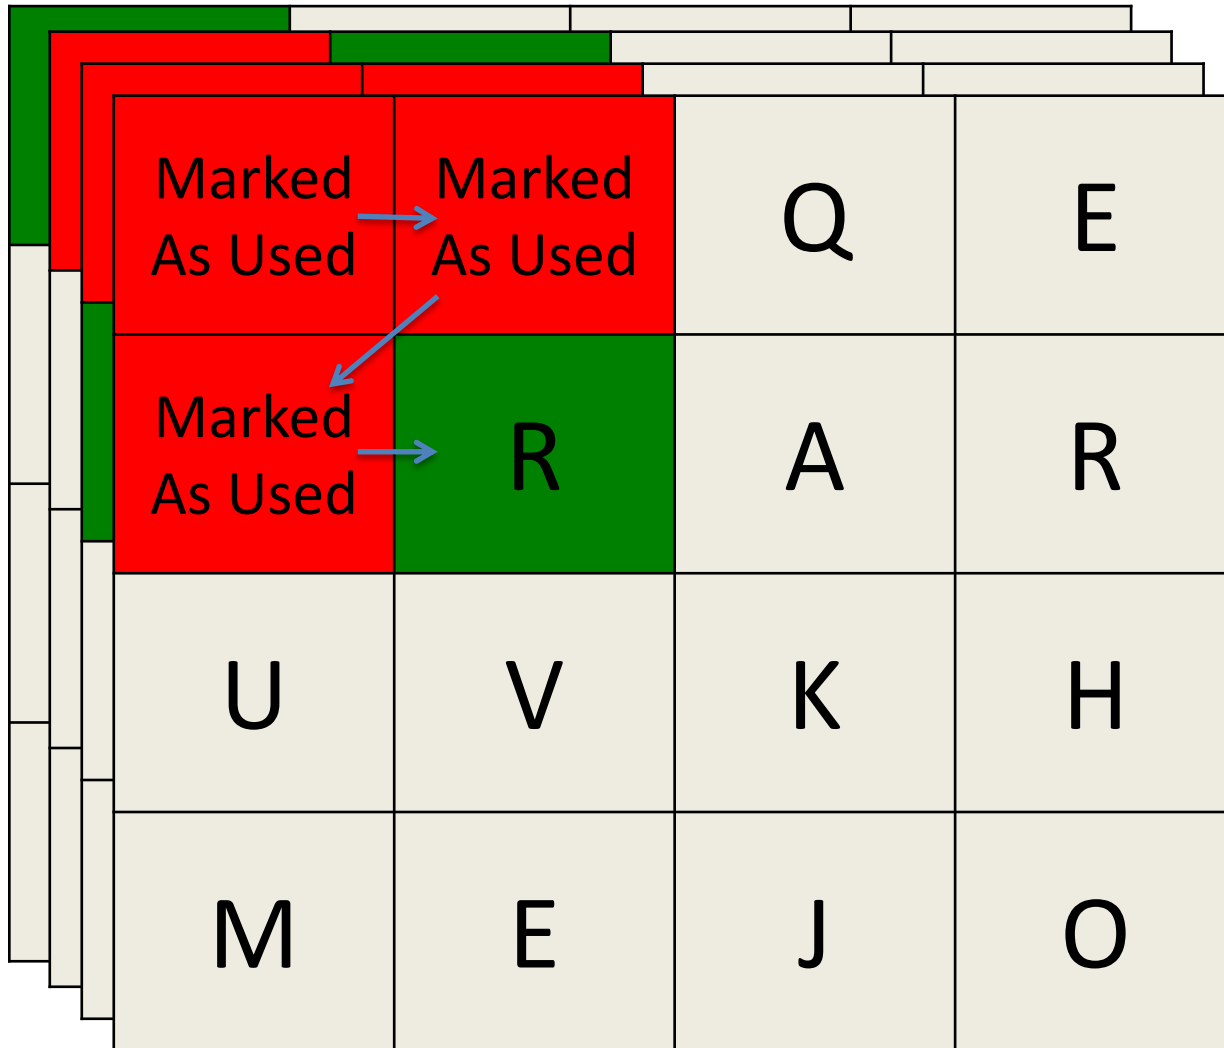 Marked Marked
As Used As Used Q E
Marked
As Used R A R
U V K H
M E J O